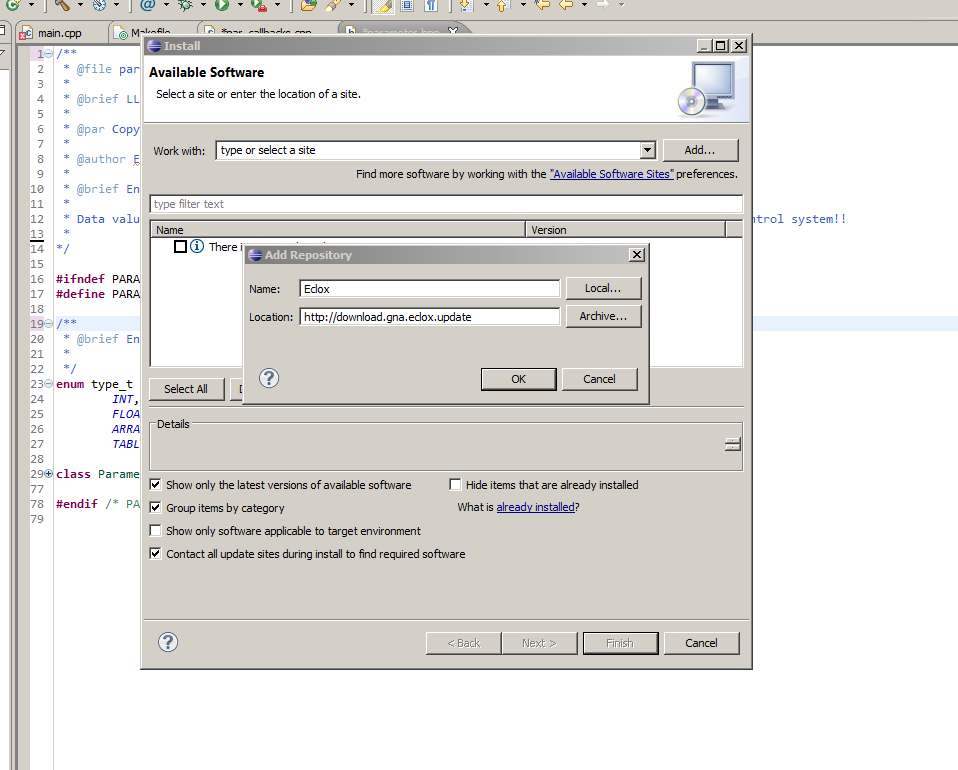 main.cpp
Makefile
*par_callbacks.cpp
*parameter.hpp
Install
Available Software
Select a site or enter the location of a site.
Work with:
type or select a site
Add...
Find more software by working with the "Available Software Sites" preferences.
type filter text
Name
Version
There i
Add Repository
Name:
Eclox
Local...
Location:
http://download.gna.eclox.update
Archive...
OK
Cancel
Select All
D
Details
Show only the latest versions of available software
Hide items that are already installed
Group items by category
What is already installed?
Show only software applicable to target environment
Contact all update sites during install to find required software
< Back
Next >
Finish
Cancel
1 /**
2 * @file par
3 *
4 * @brief LL
5 *
6 * @par Copy
7 *
8 * @author E
9 *
10 * @brief En
11 *
12 * Data valu ntrol system!!
13 *
14 */
15
16 #ifndef PARA
17 #define PARA
18
19 /**
20 * @brief En
21 *
22 */
23 enum type_t
24 INT,
25 FLOA
26 ARRA
27 TABL
28
29 class Parame
77
78 #endif /* PA
79